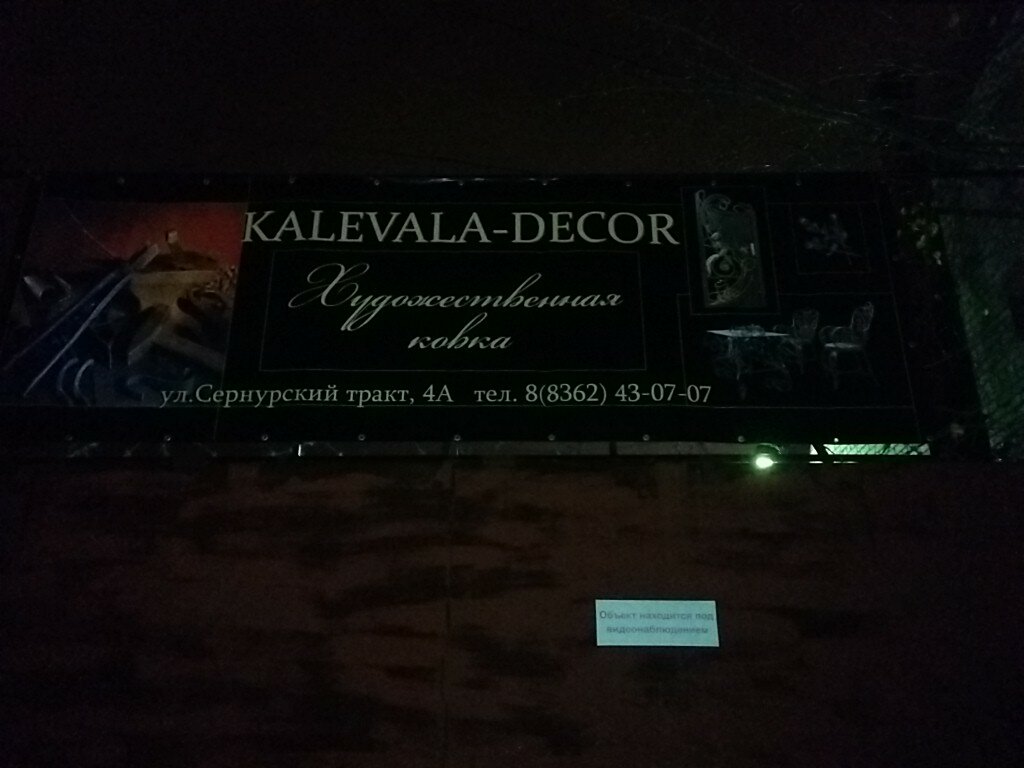 KALEVALA-DECOR
Художественная
ковка
ул.Сернурский тракт, 4А тел. 8(8362) 43-07-07
Объект находится под
видеонаблюдением